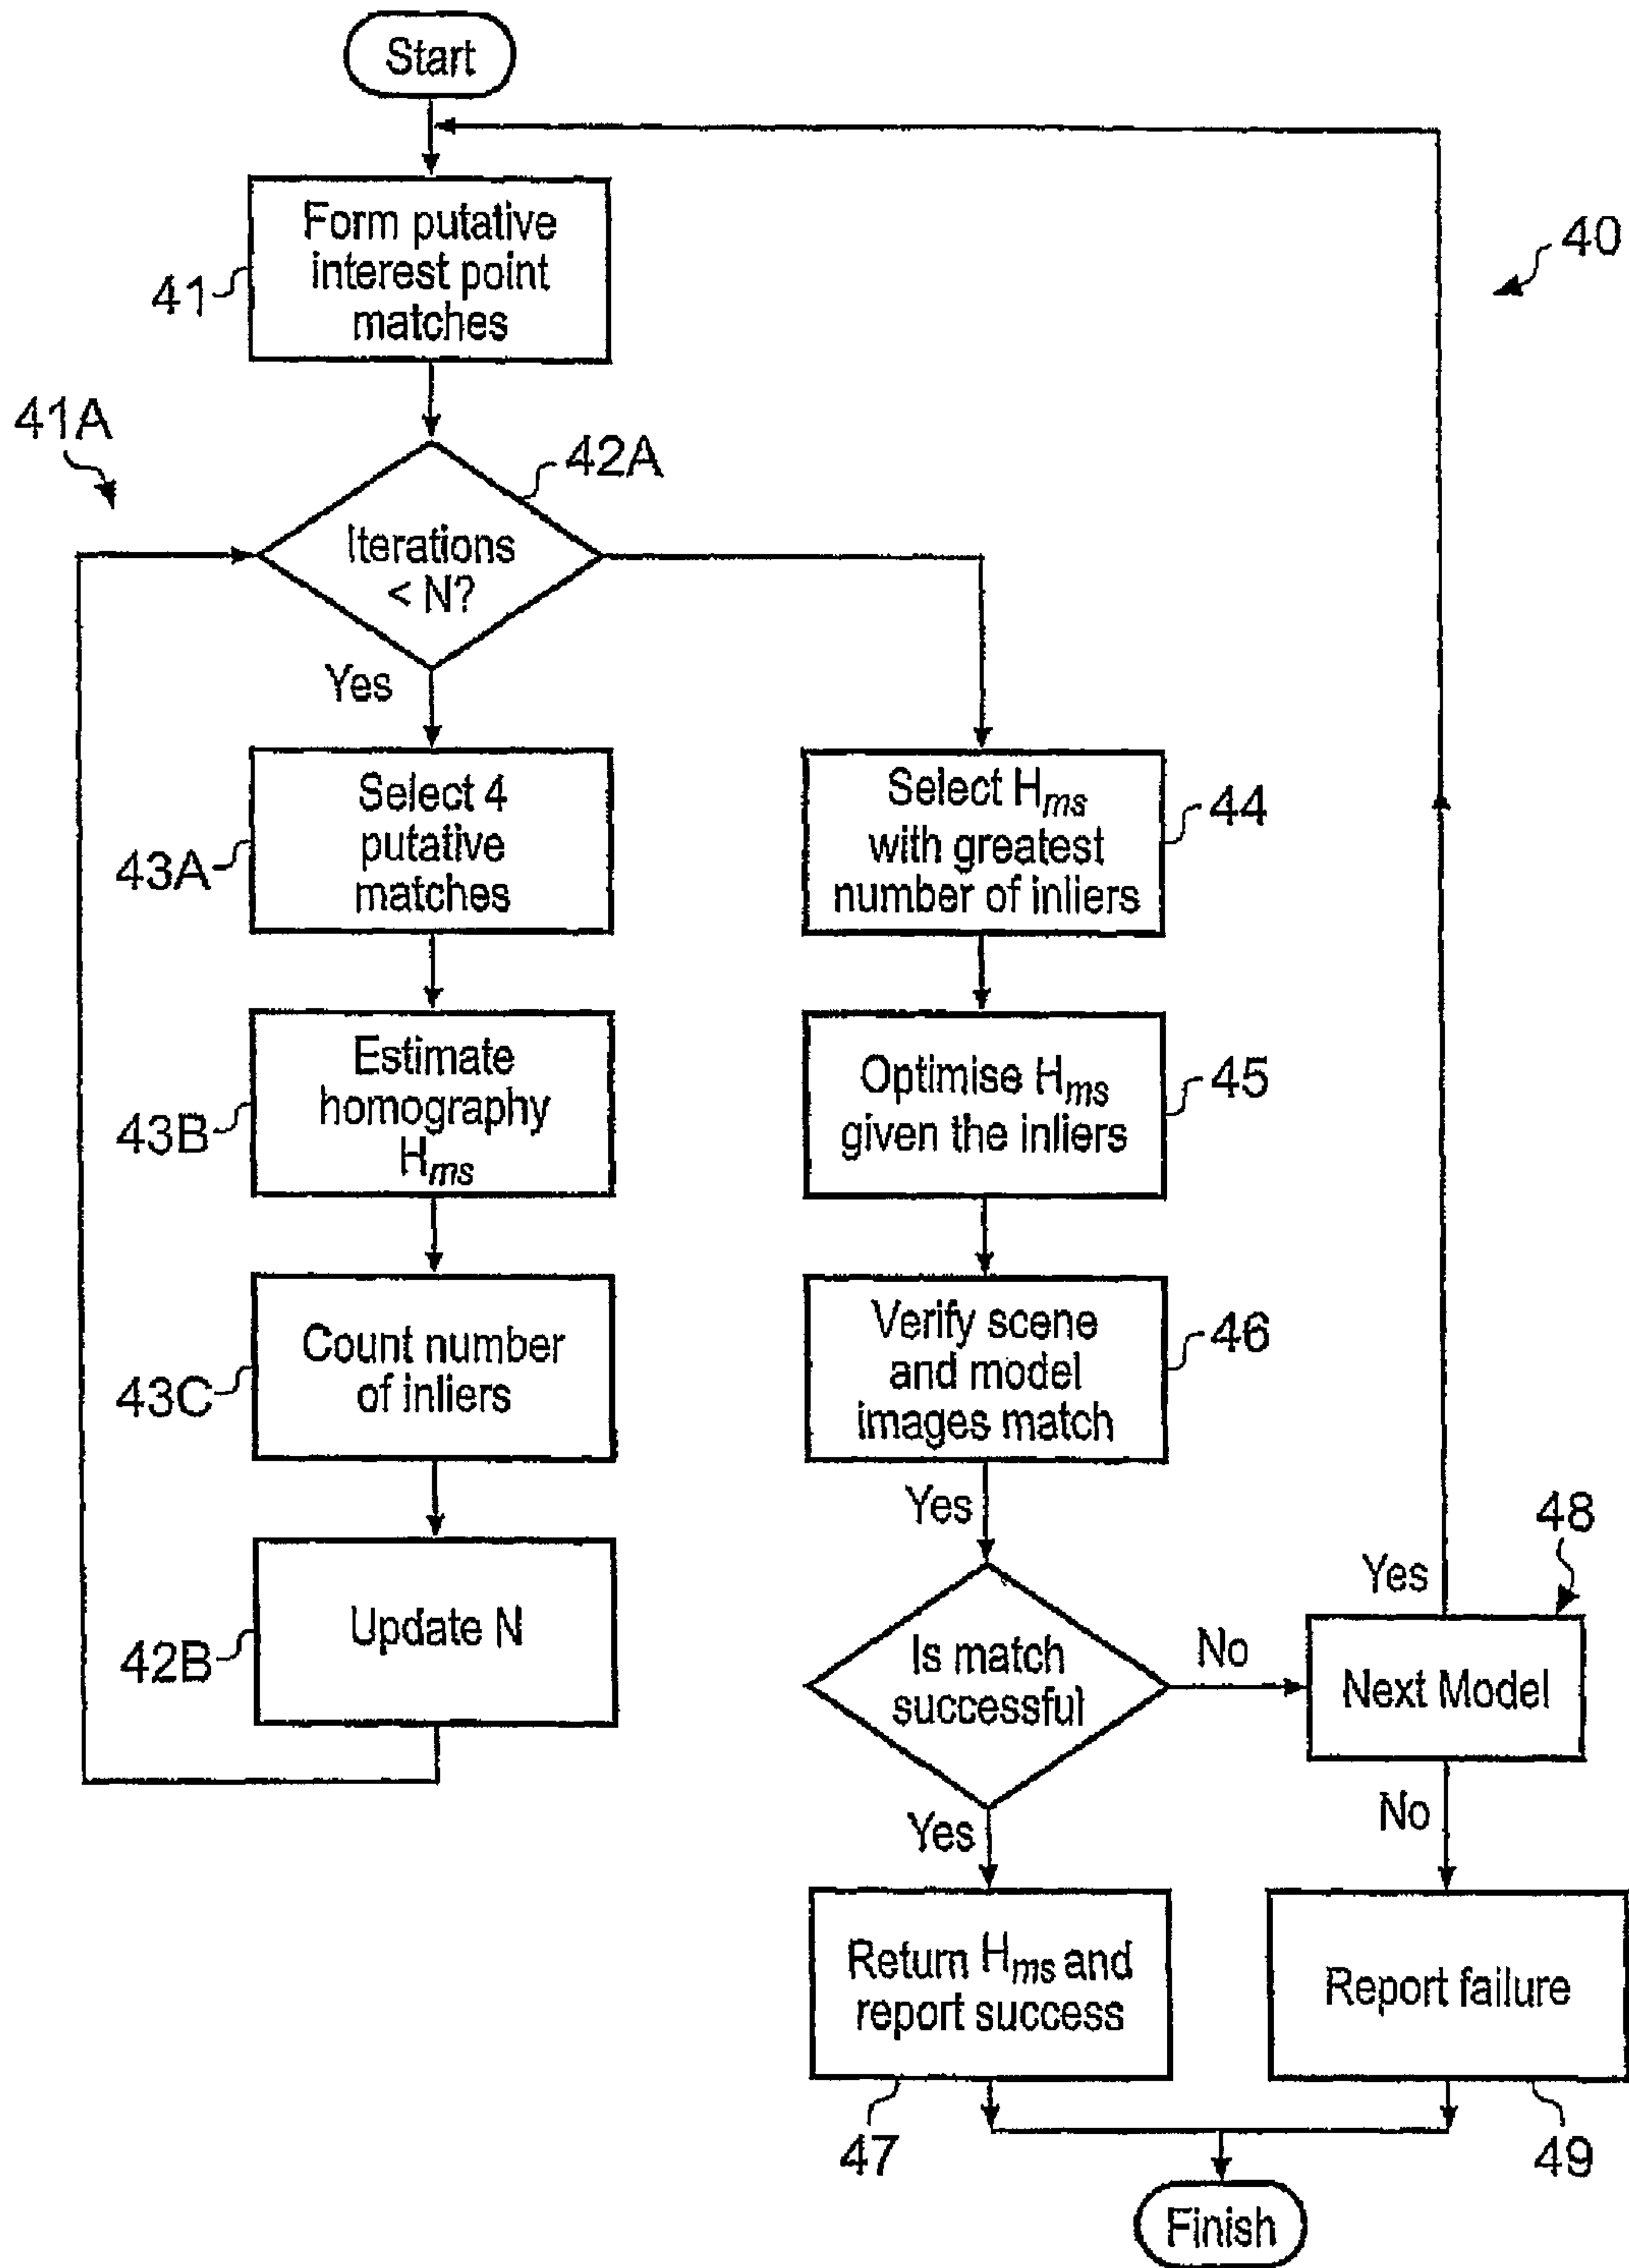 Start
Form putative
interest point
matches
41
40
41A
42A
Iterations
< N?
Yes
Select 4
putative
matches
43A
Select Hms
with greatest
number of inliers
44
Estimate
homography
Hms
43B
Optimise Hms
given the inliers
45
Count number
of inliers
43C
Verify scene
and model
images match
46
Yes
Update N
42B
Is match
successful
No
Yes
48
Next Model
Yes
No
Return Hms and
report success
47
Report failure
49
Finish